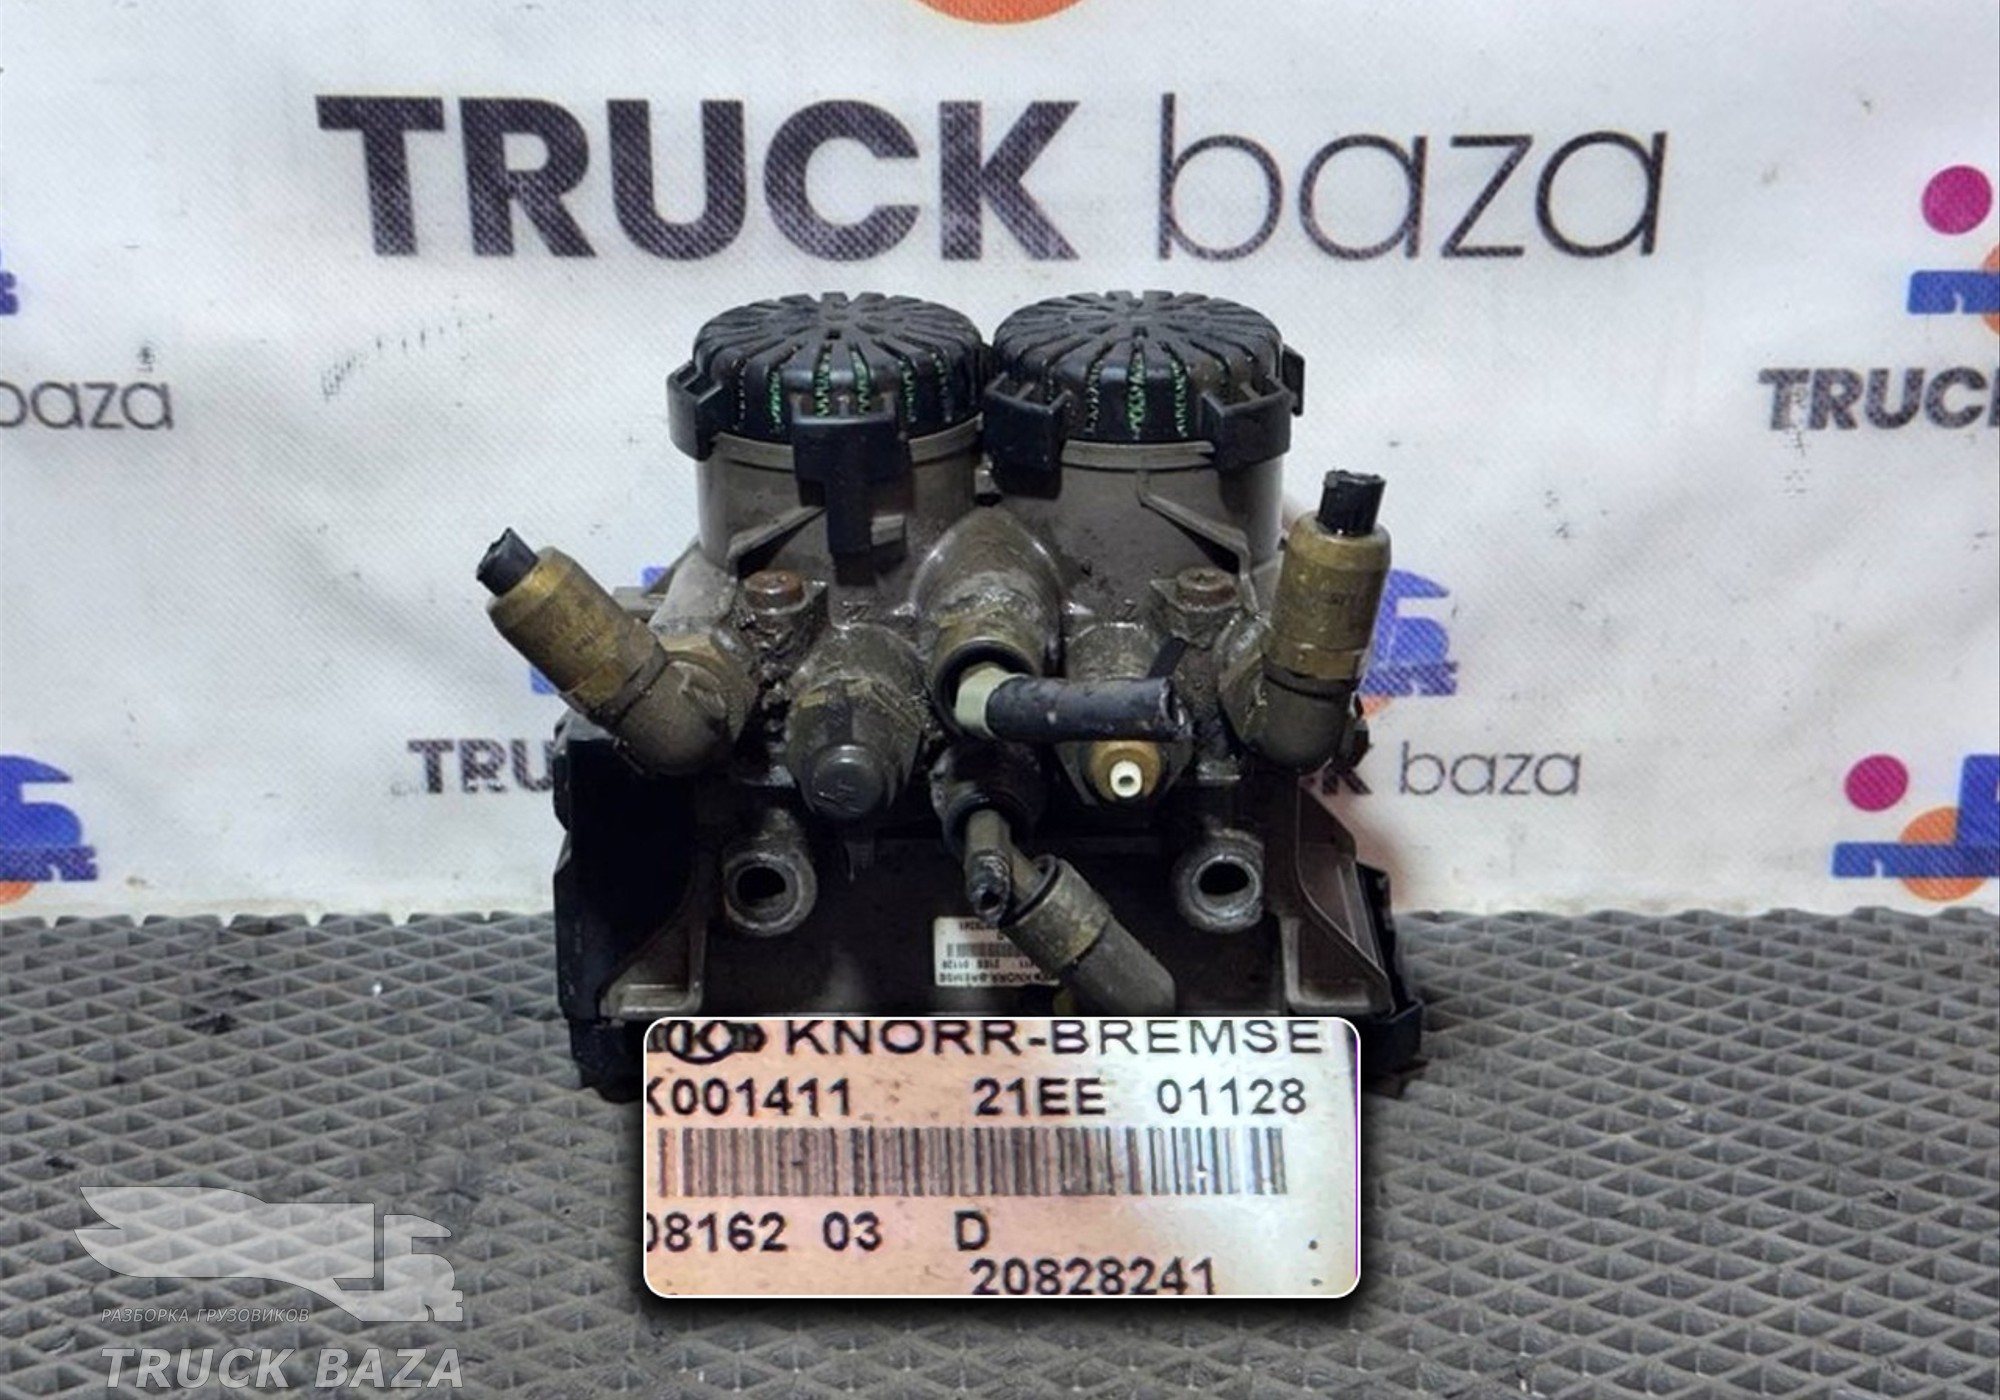 TRUCK baza
baza
TRUCK
TRU
K baza
KNORR-BREMSE
K001411 21EE 01128
08162 03 D
20828241
РАЗБОРКА ГРУЗОВИКОВ
TRUCK BAZA